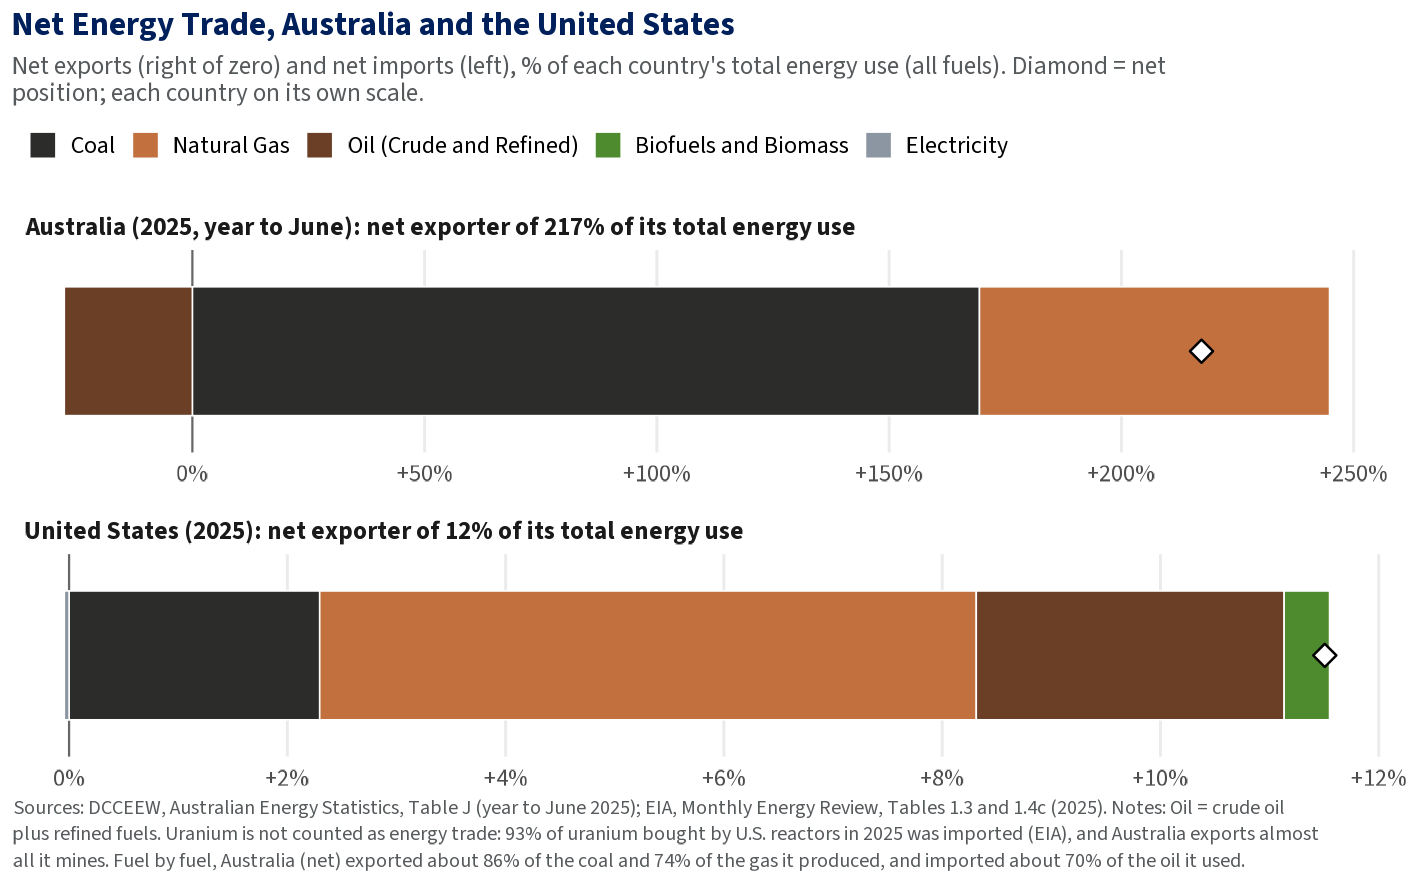 Net Energy Trade, Australia and the United States
Net exports (right of zero) and net imports (left), % of each country's total energy use (all fuels). Diamond = net
position; each country on its own scale.
Coal Natural Gas Oil (Crude and Refined) Biofuels and Biomass Electricity
Australia (2025, year to June): net exporter of 217% of its total energy use
0% +50% +100% +150% +200% +250%
United States (2025): net exporter of 12% of its total energy use
0% +2% +4% +6% +8% +10% +12%
Sources: DCCEEW, Australian Energy Statistics, Table J (year to June 2025); EIA, Monthly Energy Review, Tables 1.3 and 1.4c (2025). Notes: Oil = crude oil
plus refined fuels. Uranium is not counted as energy trade: 93% of uranium bought by U.S. reactors in 2025 was imported (EIA), and Australia exports almost
all it mines. Fuel by fuel, Australia (net) exported about 86% of the coal and 74% of the gas it produced, and imported about 70% of the oil it used.